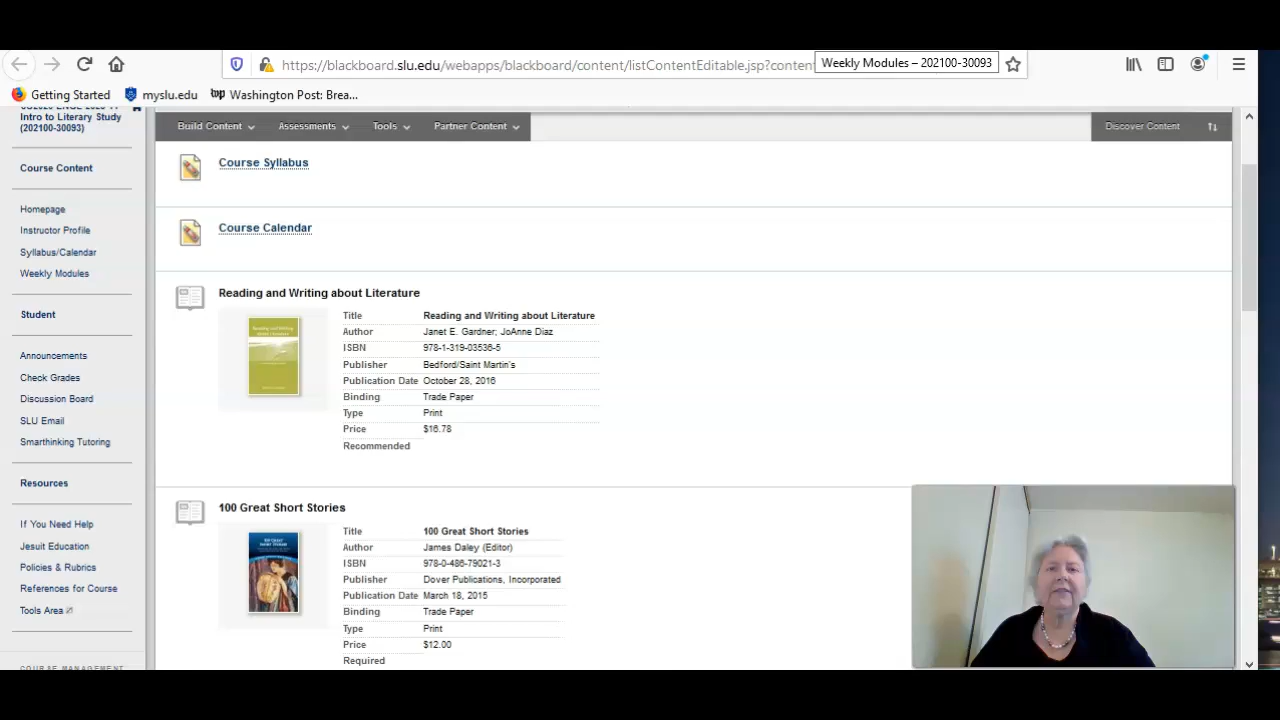 https://blackboard.slu.edu/webapps/blackboard/content/listContentEditable.jsp?conten
Weekly Modules – 202100-30093
Getting Started
myslu.edu
Washington Post: Brea...
Intro to Literary Study
(202100-30093)
Course Content
Homepage
Instructor Profile
Syllabus/Calendar
Weekly Modules
Student
Announcements
Check Grades
Discussion Board
SLU Email
Smarthinking Tutoring
Resources
If You Need Help
Jesuit Education
Policies & Rubrics
References for Course
Tools Area
COURSE MANAGEMENT
Build Content
Assessments
Tools
Partner Content
Discover Content
Course Syllabus
Course Calendar
Reading and Writing about Literature
Title Reading and Writing about Literature
Author Janet E. Gardner; JoAnne Diaz
ISBN 978-1-319-03536-5
Publisher Bedford/Saint Martin's
Publication Date October 28, 2016
Binding Trade Paper
Type Print
Price $16.78
Recommended
100 Great Short Stories
Title 100 Great Short Stories
Author James Daley (Editor)
ISBN 978-0-486-79021-3
Publisher Dover Publications, Incorporated
Publication Date March 18, 2015
Binding Trade Paper
Type Print
Price $12.00
Required